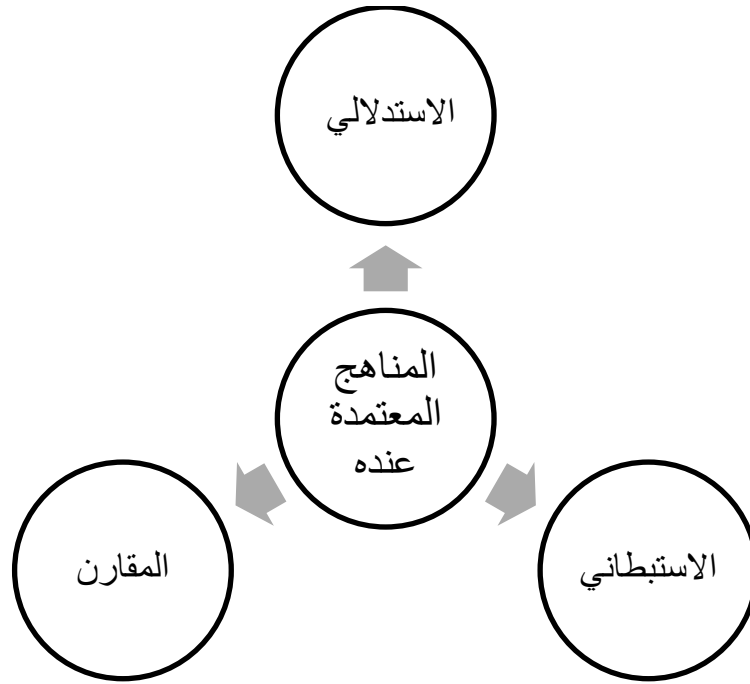 الاستدلالي
المناهج
المعتمدة
عنده
الاستبطاني
المقارن